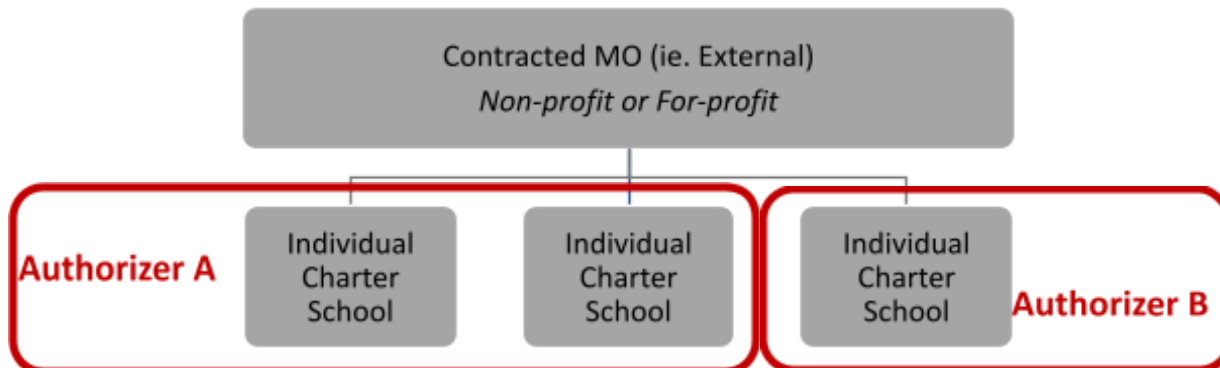 Contracted MO (ie. External)
Non-profit or For-profit
Authorizer A
Individual
Charter
School
Individual
Charter
School
Individual
Charter
School
Authorizer B